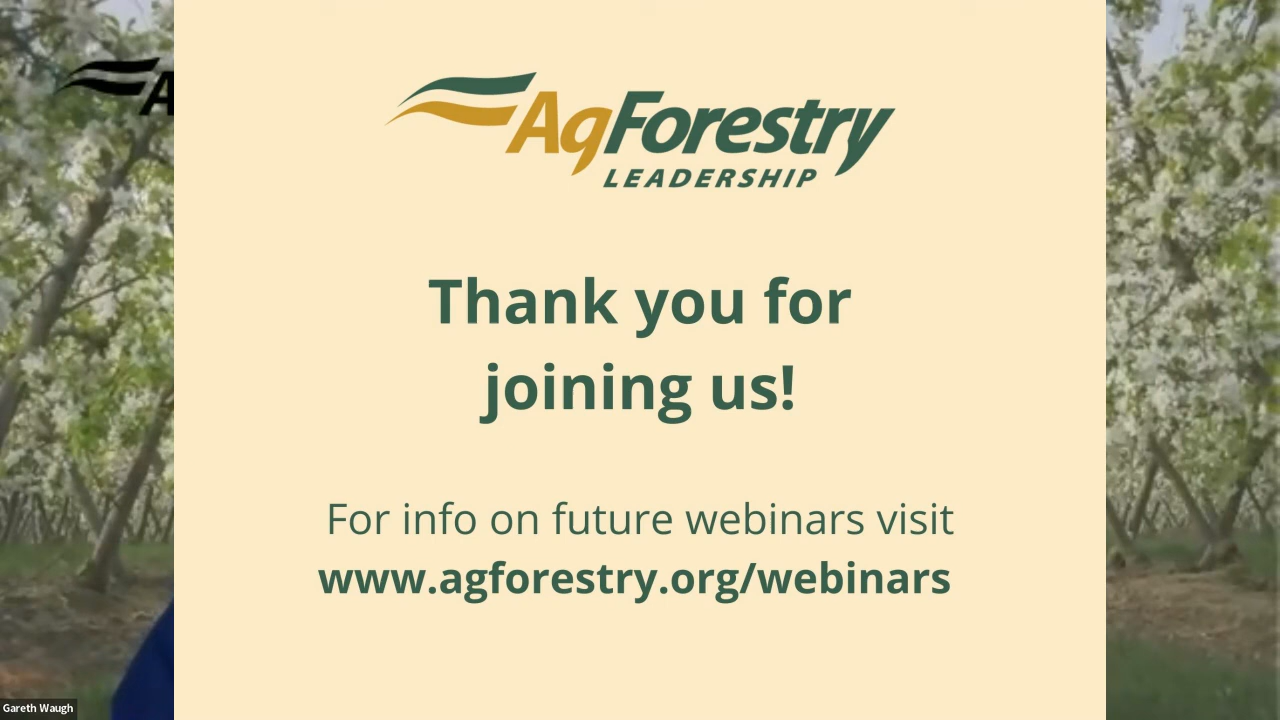 AgForestry
LEADERSHIP
Thank you for
joining us!
For info on future webinars visit
www.agforestry.org/webinars
Gareth Waugh